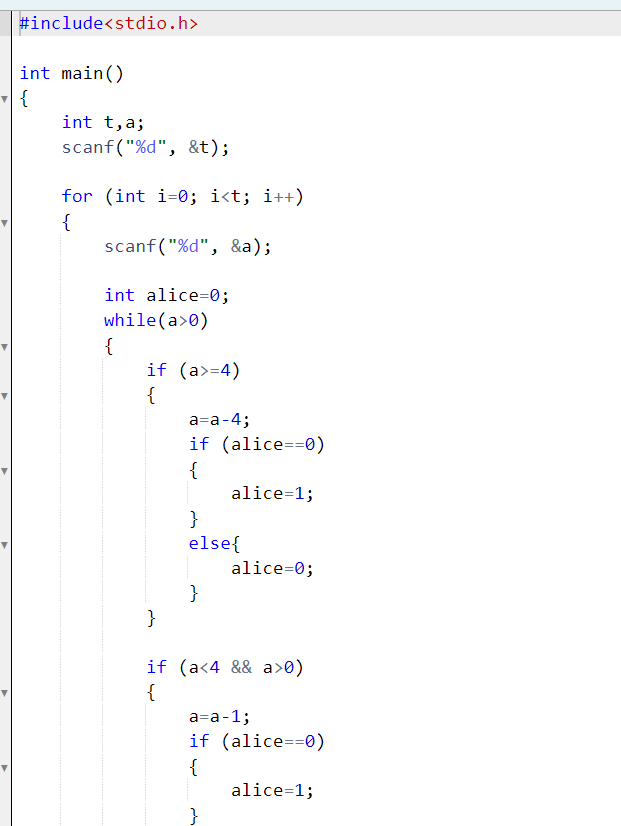 #include<stdio.h>
int main()
{
int t,a;
scanf("%d", &t);
for (int i=0; i<t; i++)
{
scanf("%d", &a);
int alice=0;
while(a>0)
{
if (a>=4)
{
a=a-4;
if (alice==0)
{
alice=1;
}
else{
alice=0;
}
}
if (a<4 && a>0)
{
a=a-1;
if (alice==0)
{
alice=1;
}